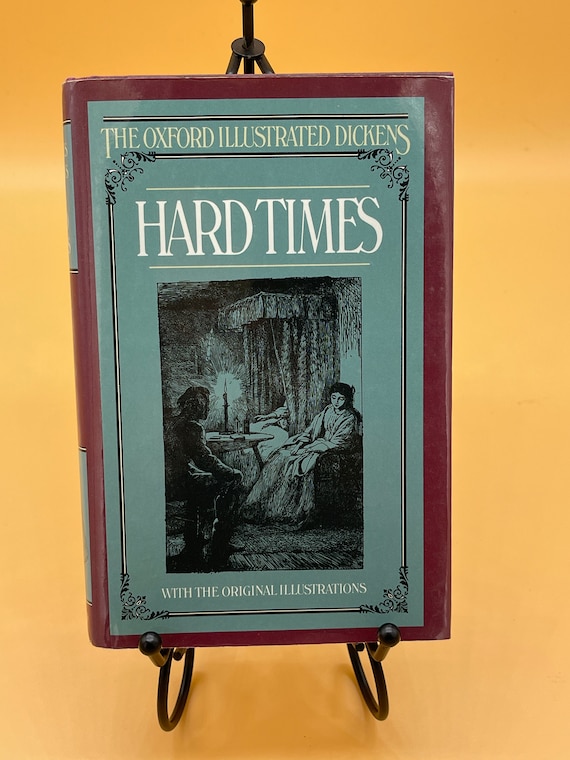 THE OXFORD ILLUSTRATED DICKENS
HARD TIMES
WITH THE ORIGINAL ILLUSTRATIONS